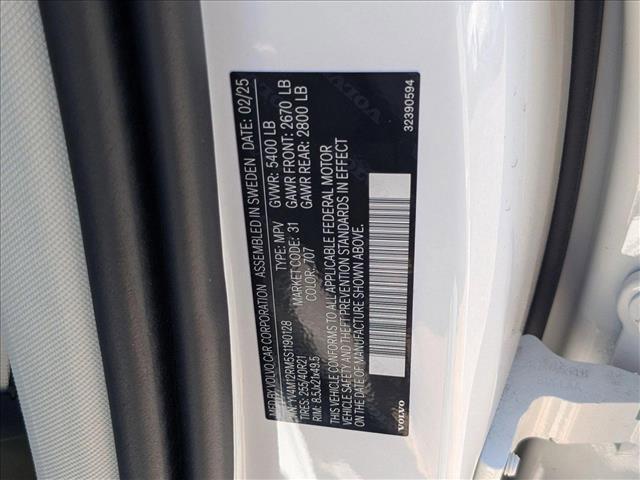 MFD BY VOLVO CAR CORPORATION ASSEMBLED IN SWEDEN DATE: 02/25
TYPE: MPV GVWR: 5400 LB
MARKET CODE: 31 GAWR FRONT: 2670 LB
COLOR: 707 GAWR REAR: 2800 LB
TIRES: 255/40R21
RIM: 8.5Jx21x49.5
THIS VEHICLE CONFORMS TO ALL APPLICABLE FEDERAL MOTOR
VEHICLE SAFETY AND THEFT PREVENTION STANDARDS IN EFFECT
ON THE DATE OF MANUFACTURE SHOWN ABOVE.
VOLVO
32390594